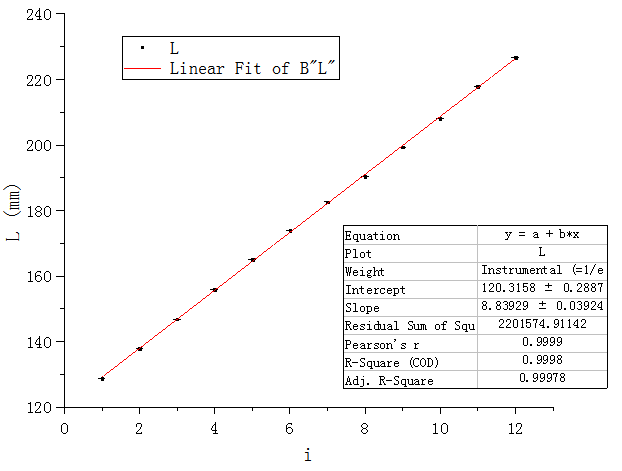 240
220
200
180
160
140
120
L (mm)
L
Linear Fit of B"L"
Equation y = a + b*x
Plot L
Weight Instrumental (=1/e
Intercept 120.3158 ± 0.2887
Slope 8.83929 ± 0.03924
Residual Sum of Squ 2201574.91142
Pearson's r 0.9999
R-Square (COD) 0.9998
Adj. R-Square 0.99978
0 2 4 6 8 10 12
i